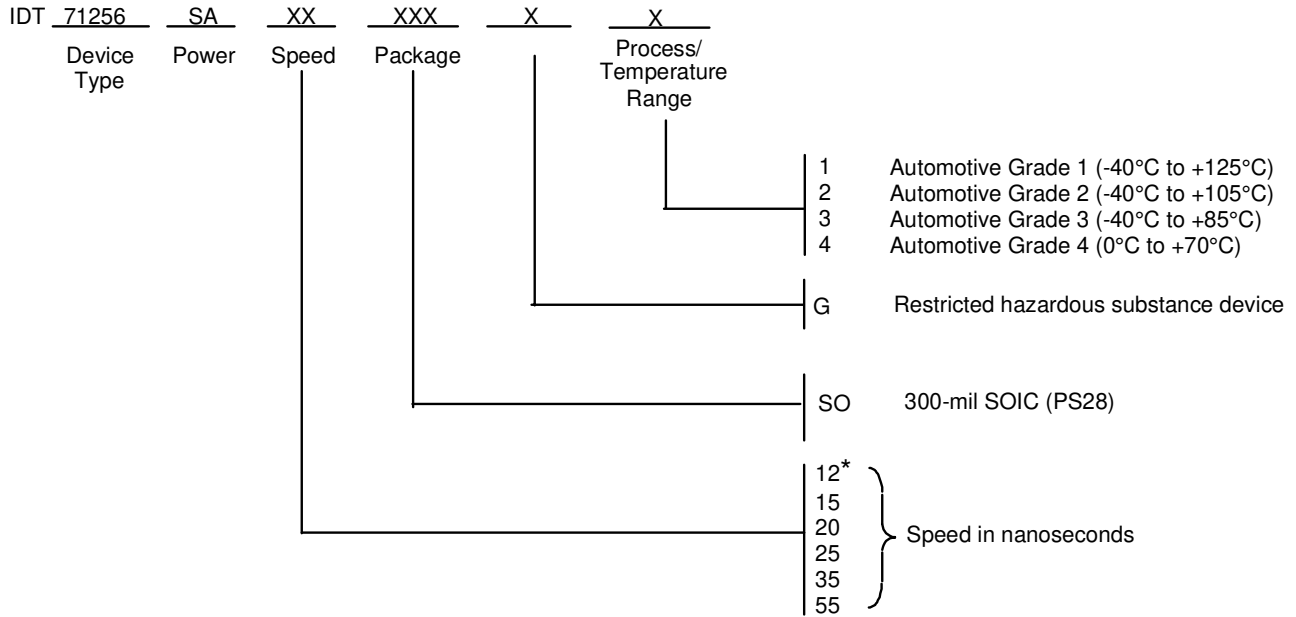 IDT 71256 SA XX XXX X X
Device Type Power Speed Package Process/ Temperature Range
1 Automotive Grade 1 (-40°C to +125°C)
2 Automotive Grade 2 (-40°C to +105°C)
3 Automotive Grade 3 (-40°C to +85°C)
4 Automotive Grade 4 (0°C to +70°C)
G Restricted hazardous substance device
SO 300-mil SOIC (PS28)
12*
15
20
Speed in nanoseconds
25
35
55